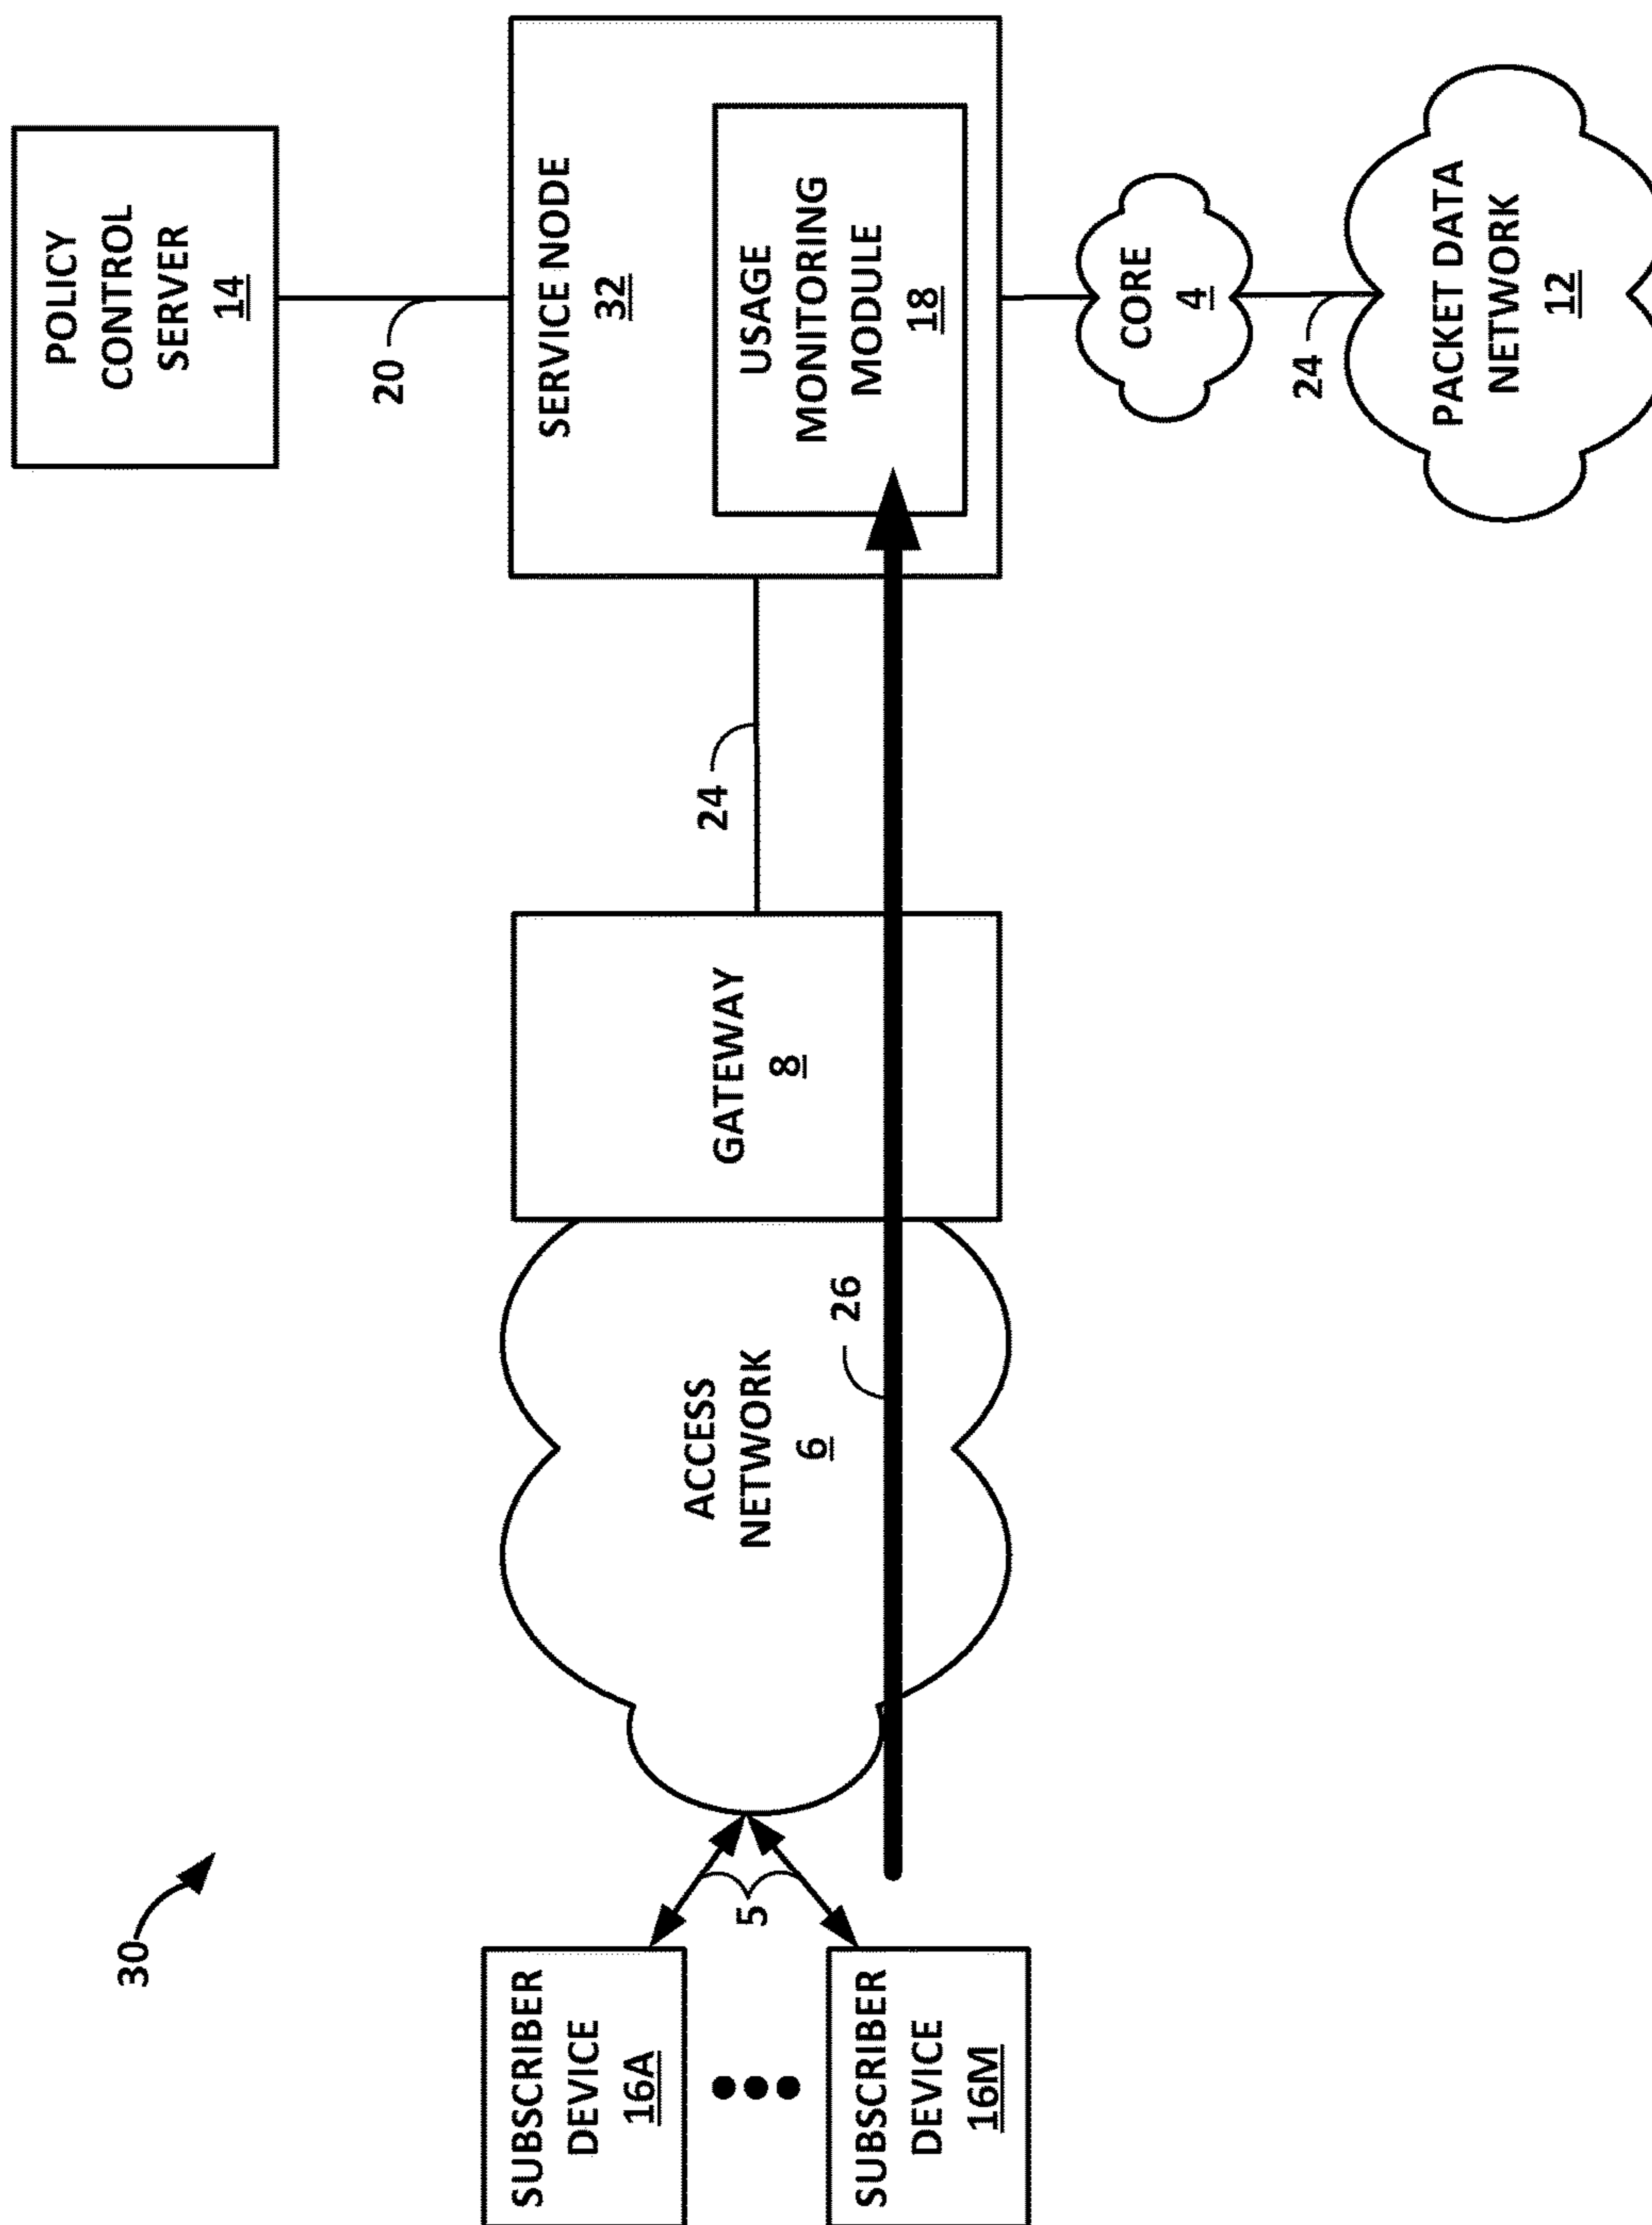 30
SUBSCRIBER
DEVICE
16A
SUBSCRIBER
DEVICE
16M
5
ACCESS
NETWORK
6
26
GATEWAY
8
24
POLICY
CONTROL
SERVER
14
20
SERVICE NODE
32
USAGE
MONITORING
MODULE
18
CORE
4
24
PACKET DATA
NETWORK
12